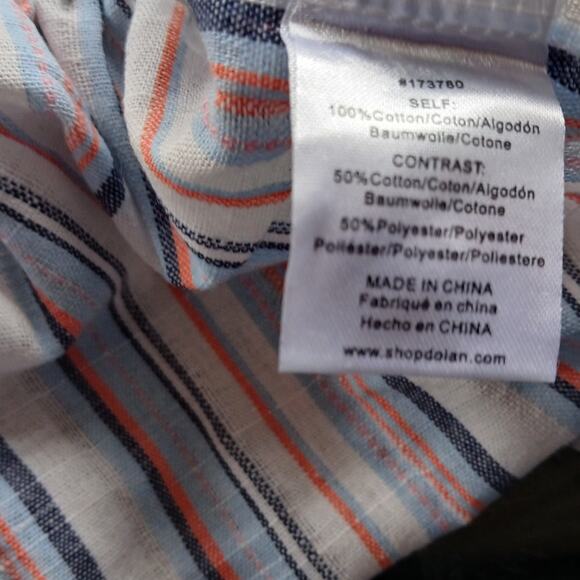 #173780
SELF:
100%Cotton/Coton/Algodón
Baumwolle/Cotone
CONTRAST:
50%Cotton/Coton/Algodón
Baumwolle/Cotone
50%Polyester/Polyester
Poliéster/Polyester/Poliestere
MADE IN CHINA
Fabriqué en china
Hecho en CHINA
www.shopdolan.com